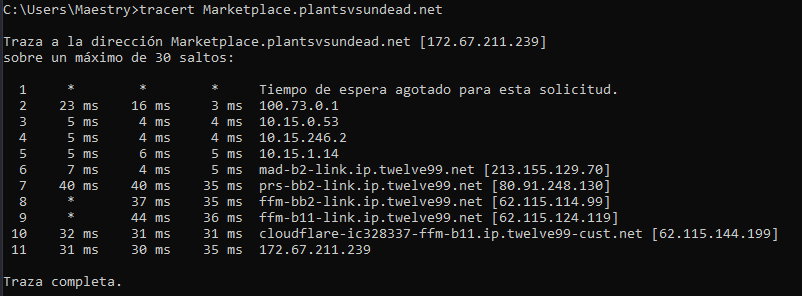 C:\Users\Maestry>tracert Marketplace.plantsvsundead.net
Traza a la dirección Marketplace.plantsvsundead.net [172.67.211.239]
sobre un máximo de 30 saltos:
1 * * * Tiempo de espera agotado para esta solicitud.
2 23 ms 16 ms 3 ms 100.73.0.1
3 5 ms 4 ms 4 ms 10.15.0.53
4 5 ms 4 ms 4 ms 10.15.246.2
5 5 ms 6 ms 5 ms 10.15.1.14
6 7 ms 4 ms 5 ms mad-b2-link.ip.twelve99.net [213.155.129.70]
7 40 ms 40 ms 35 ms prs-bb2-link.ip.twelve99.net [80.91.248.130]
8 * 37 ms 35 ms ffm-bb2-link.ip.twelve99.net [62.115.114.99]
9 * 44 ms 36 ms ffm-b11-link.ip.twelve99.net [62.115.124.119]
10 32 ms 31 ms 31 ms cloudflare-ic328337-ffm-b11.ip.twelve99-cust.net [62.115.144.199]
11 31 ms 30 ms 35 ms 172.67.211.239
Traza completa.